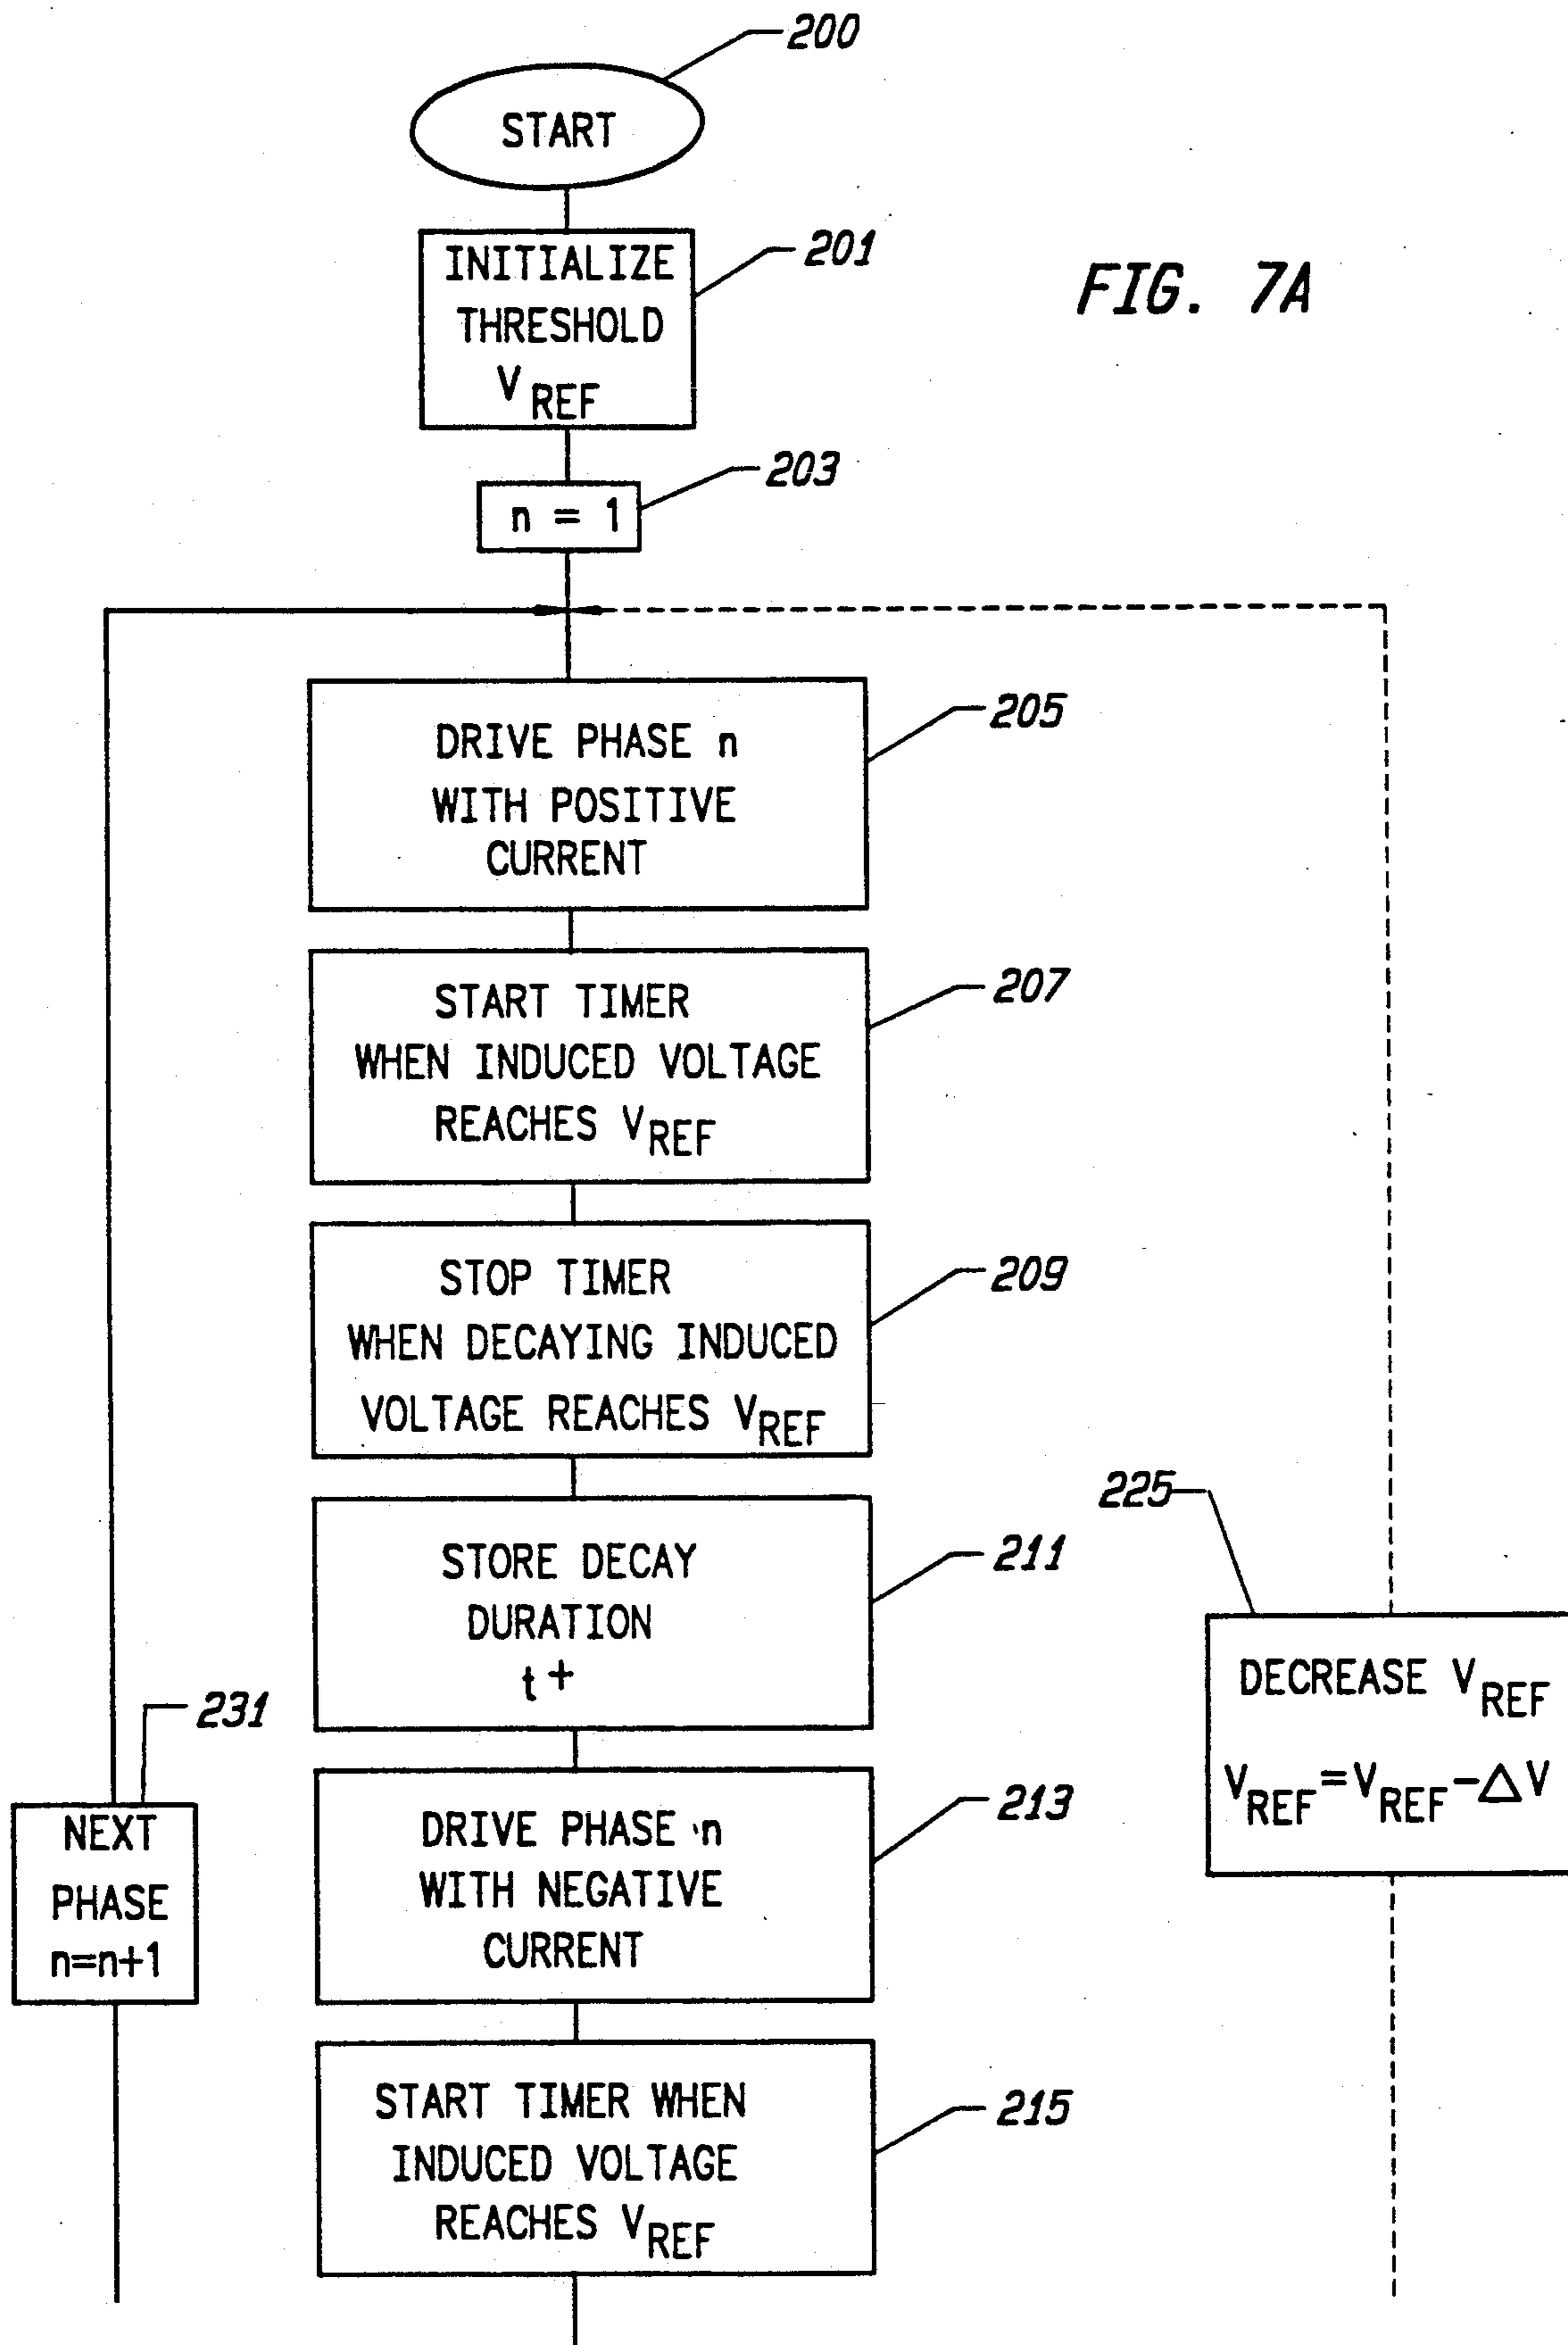 200
START
INITIALIZE
THRESHOLD
V REF
201
FIG. 7A
203
n = 1
DRIVE PHASE n
WITH POSITIVE
CURRENT
205
START TIMER
WHEN INDUCED VOLTAGE
REACHES VREF
207
STOP TIMER
WHEN DECAYING INDUCED
VOLTAGE REACHES VREF
209
STORE DECAY
DURATION
t +
211
225
DECREASE VREF
VREF=VREF-△V
231
NEXT
PHASE
n=n+1
DRIVE PHASE n
WITH NEGATIVE
CURRENT
213
START TIMER WHEN
INDUCED VOLTAGE
REACHES VREF
215